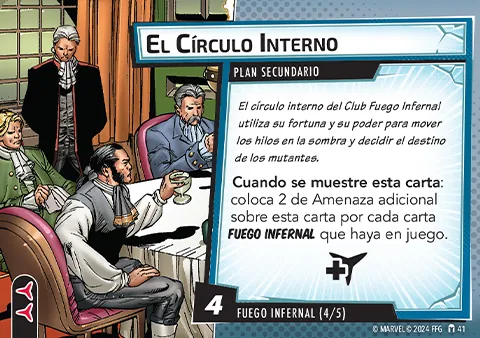 El Círculo Interno
PLAN SECUNDARIO
El círculo interno del Club Fuego Infernal
utiliza su fortuna y su poder para mover
los hilos en la sombra y decidir el destino
de los mutantes.
Cuando se muestre esta carta:
coloca 2 de Amenaza adicional
sobre esta carta por cada carta
FUEGO INFERNAL que haya en juego.
4
FUEGO INFERNAL (4/5)
© MARVEL © 2024 FFG 41